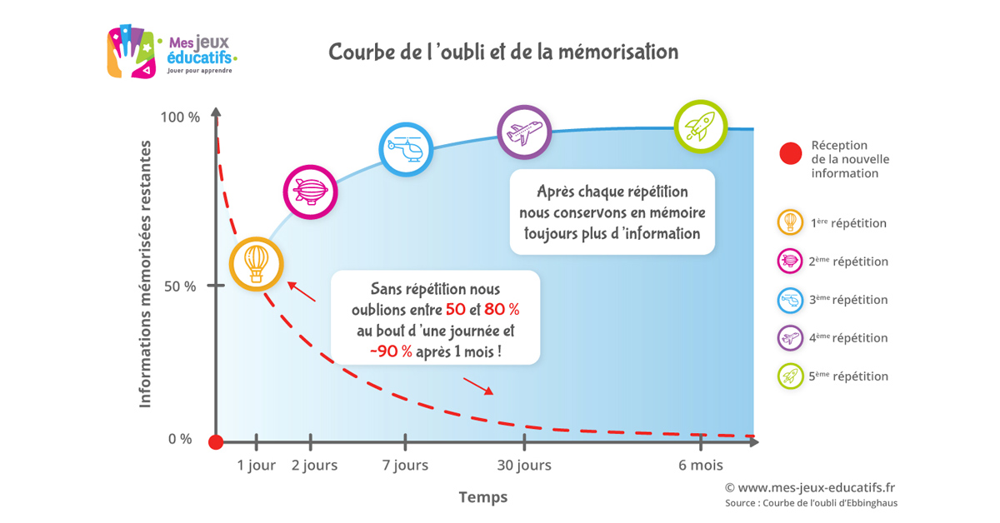 Mes jeux
éducatifs
Jouer pour apprendre
Courbe de l'oubli et de la mémorisation
Informations mémorisées restantes
100 %
50 %
0 %
Après chaque répétition
nous conservons en mémoire
toujours plus d'information
Sans répétition nous
oublions entre 50 et 80 %
au bout d'une journée et
~90 % après 1 mois !
1 jour
2 jours
7 jours
30 jours
6 mois
Temps
Réception
de la nouvelle
information
1ère répétition
2ème répétition
3ème répétition
4ème répétition
5ème répétition
© www.mes-jeux-educatifs.fr
Source : Courbe de l'oubli d'Ebbinghaus